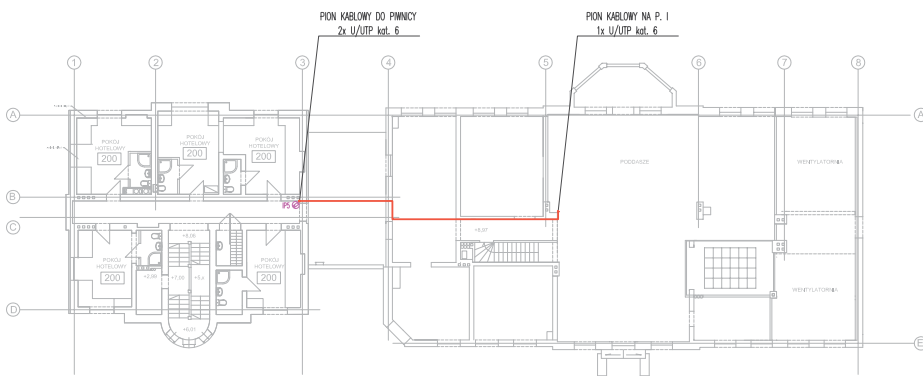 PION KABLOWY DO PIWNICY
2x U/UTP kat. 6
PION KABLOWY NA P. I
1x U/UTP kat. 6
1
2
3
4
5
6
7
8
A
A
POKÓJ
HOTELOWY
200
POKÓJ
HOTELOWY
200
POKÓJ
HOTELOWY
200
PODDASZE
WENTYLATORNIA
B
C
POKÓJ
HOTELOWY
200
POKÓJ
HOTELOWY
200
WENTYLATORNIA
D
E